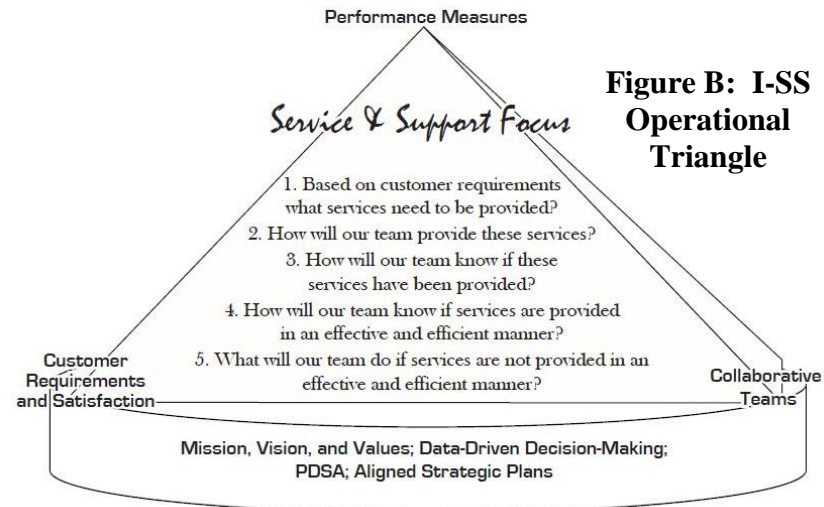 Performance Measures
Figure B:  I-SS
Operational
Triangle
Service & Support Focus
1. Based on customer requirements
what services need to be provided?
2. How will our team provide these services?
3. How will our team know if these
services have been provided?
4. How will our team know if services are provided
in an effective and efficient manner?
5. What will our team do if services are not provided in an
effective and efficient manner?
Customer
Requirements
and Satisfaction
Collaborative
Teams
Mission, Vision, and Values; Data-Driven Decision-Making;
PDSA; Aligned Strategic Plans